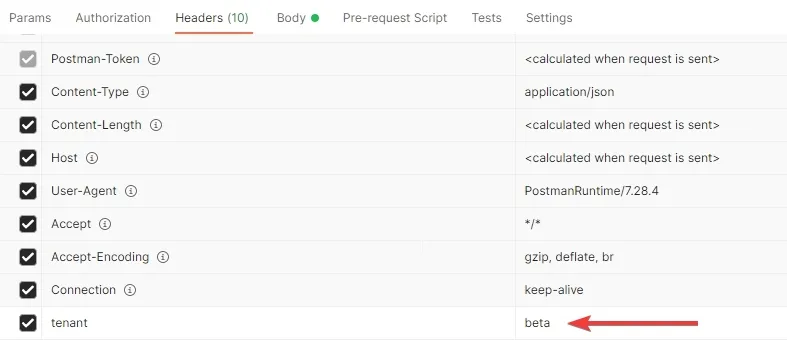 Params Authorization Headers (10) Body Pre-request Script Tests Settings
Postman-Token <calculated when request is sent>
Content-Type application/json
Content-Length <calculated when request is sent>
Host <calculated when request is sent>
User-Agent PostmanRuntime/7.28.4
Accept */*
Accept-Encoding gzip, deflate, br
Connection keep-alive
tenant beta